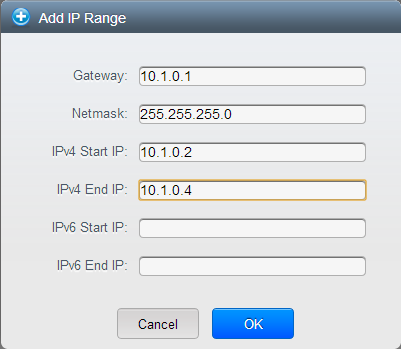 Add IP Range
Gateway: 10.1.0.1
Netmask: 255.255.255.0
IPv4 Start IP: 10.1.0.2
IPv4 End IP: 10.1.0.4
IPv6 Start IP:
IPv6 End IP:
Cancel OK